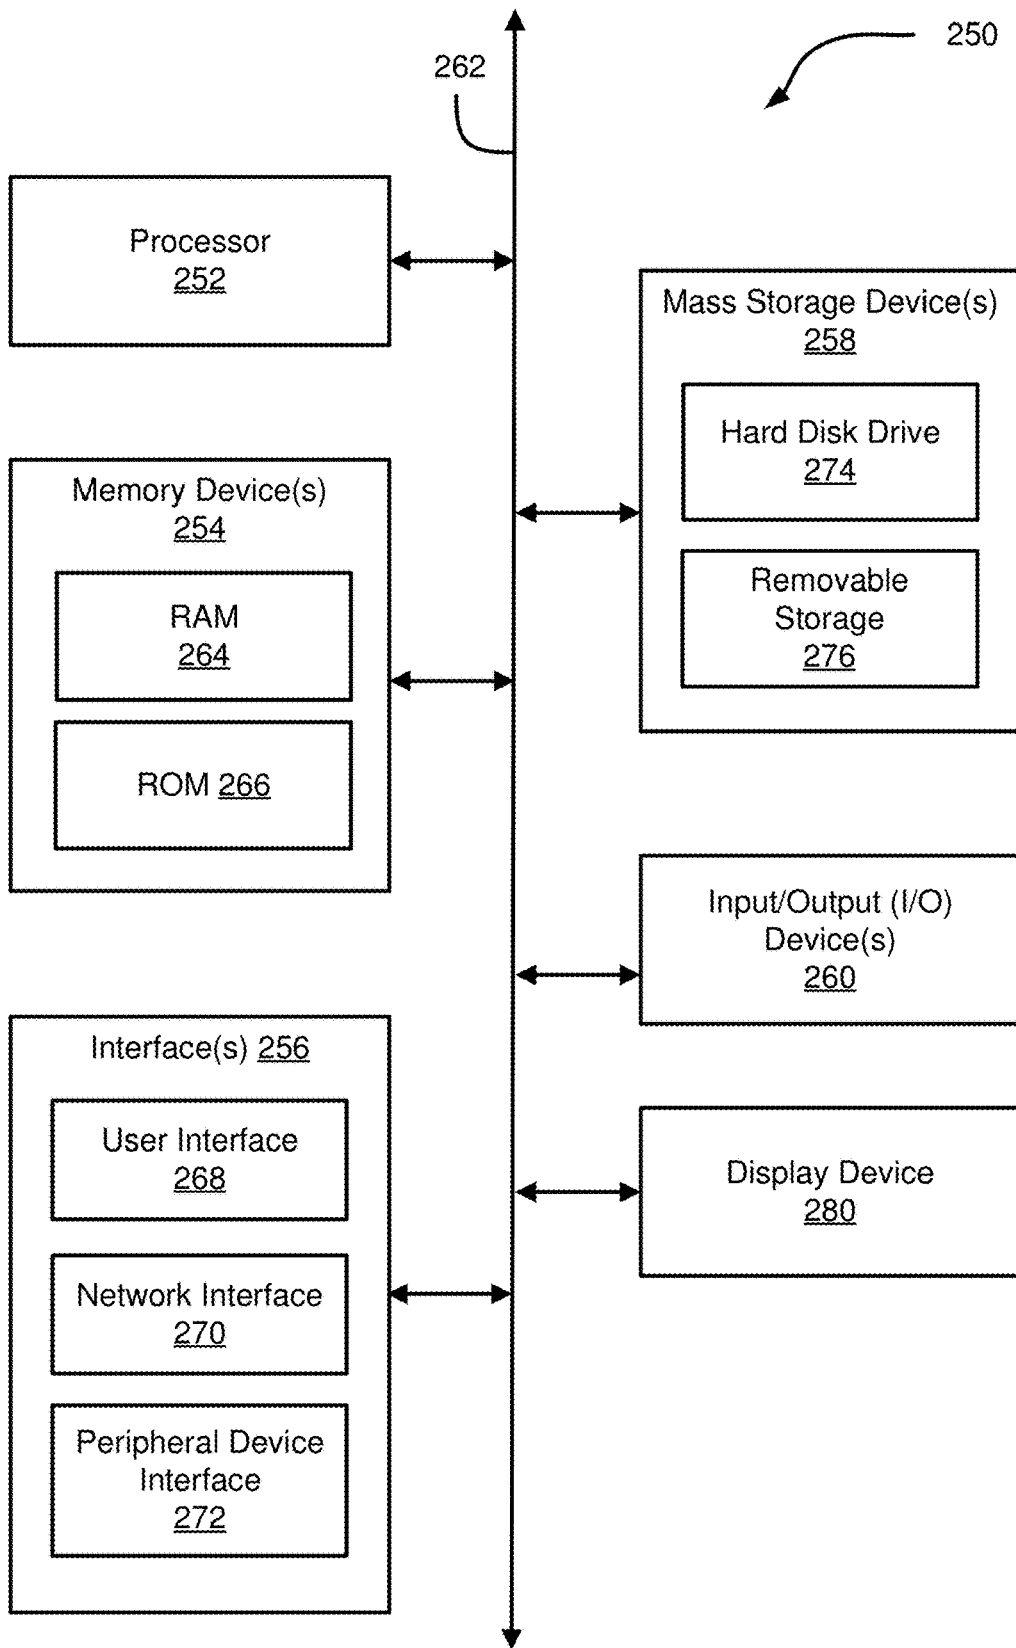 250
262
Processor
252
Mass Storage Device(s)
258
Hard Disk Drive
274
Removable
Storage
276
Memory Device(s)
254
RAM
264
ROM 266
Input/Output (I/O)
Device(s)
260
Interface(s) 256
User Interface
268
Network Interface
270
Peripheral Device
Interface
272
Display Device
280